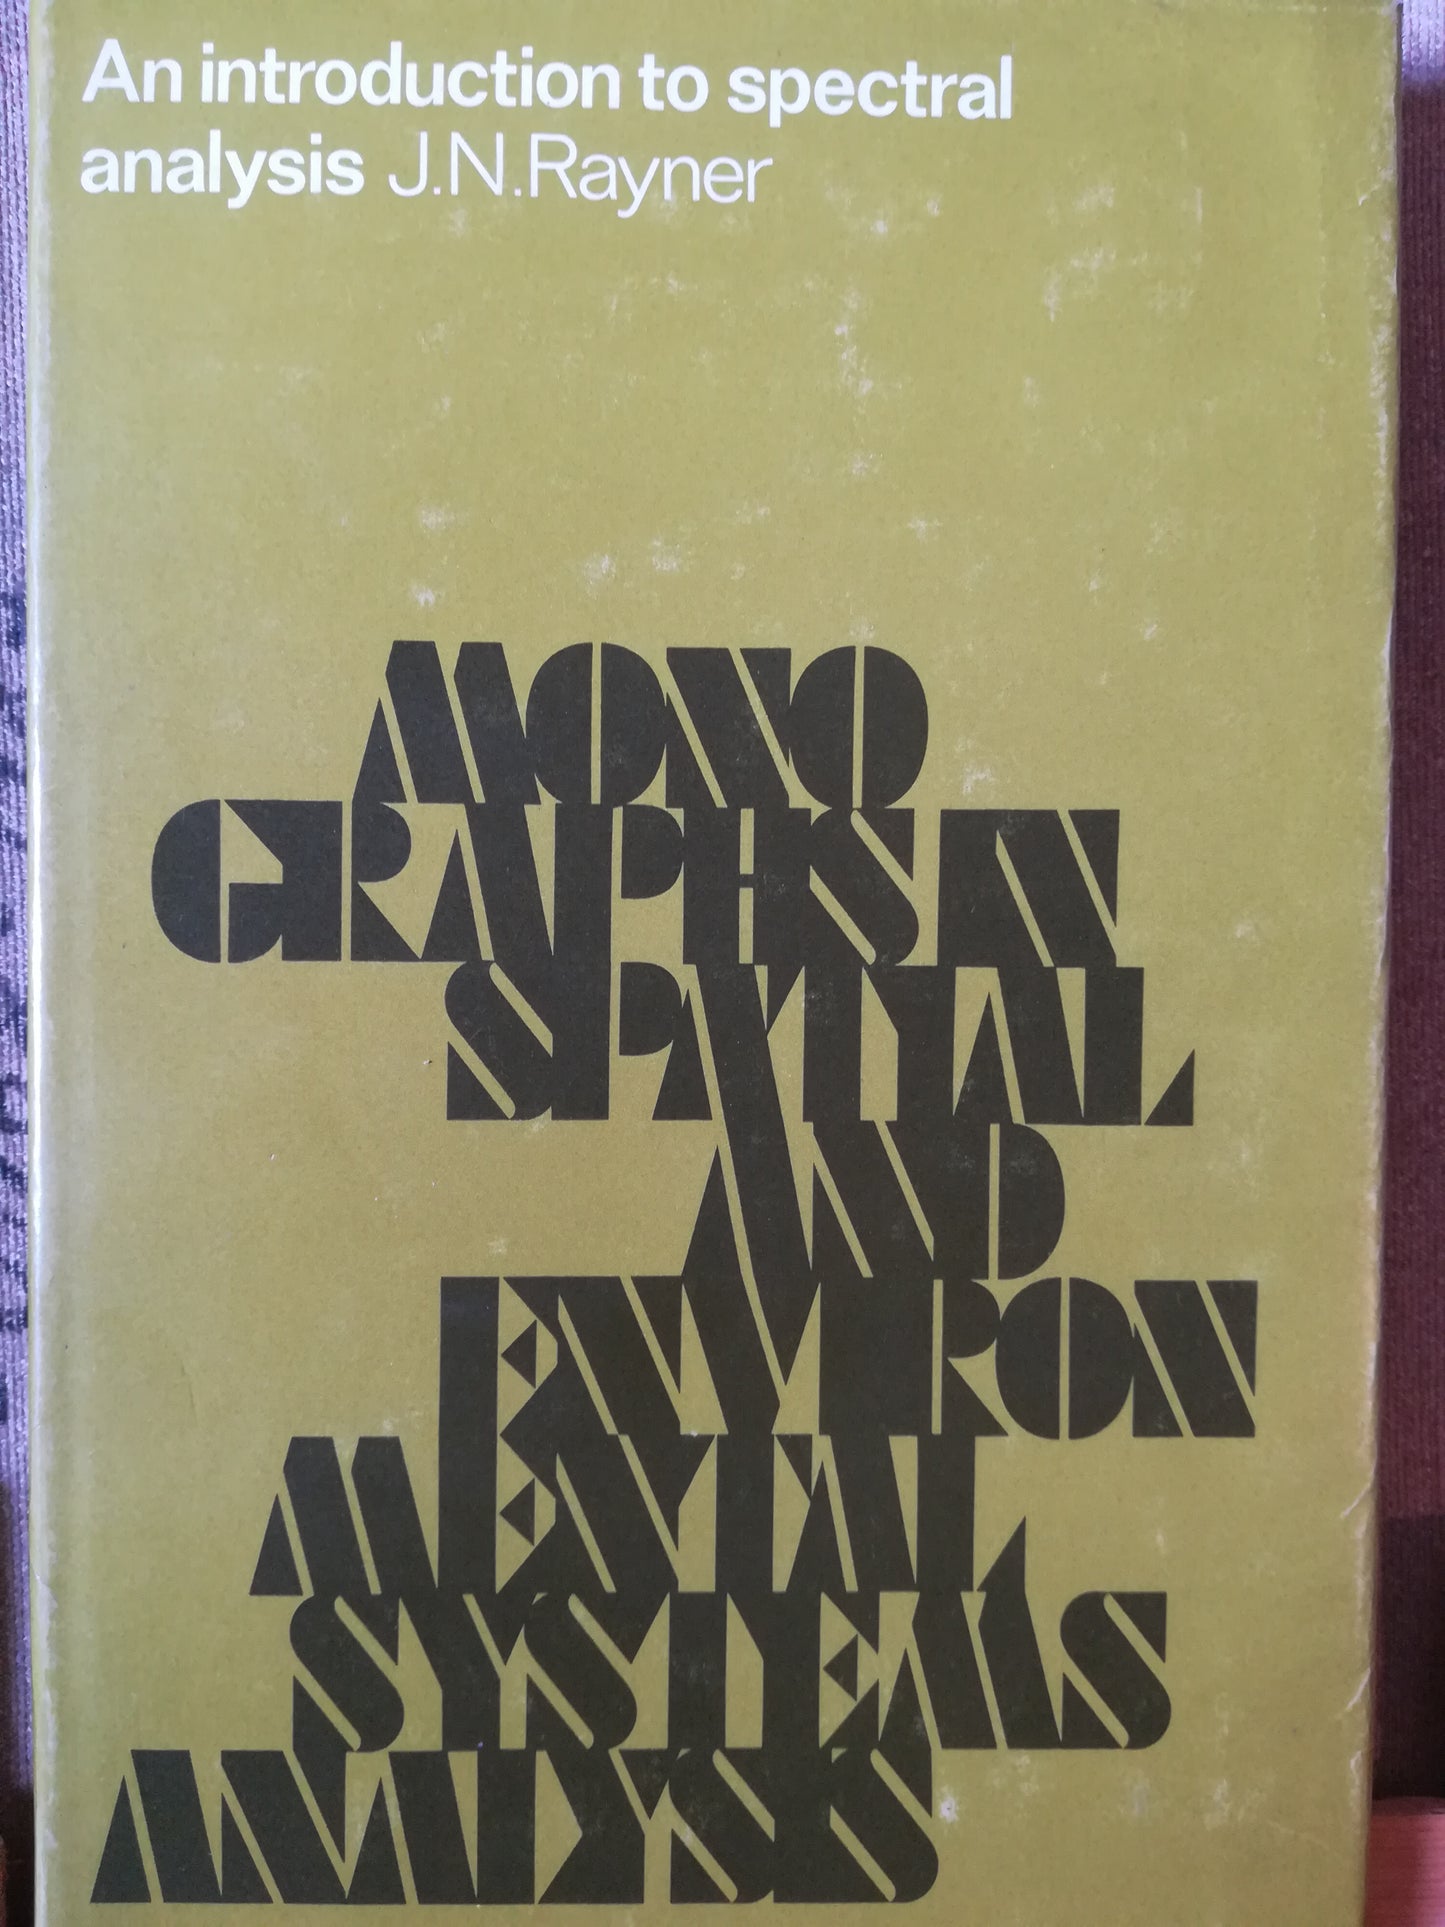 An introduction to spectral
analysis J.N.Rayner
MONO
GRAPHS IN
SPATIAL
AND
ENVIRON
MENTAL
SYSTEMS
ANALYSIS